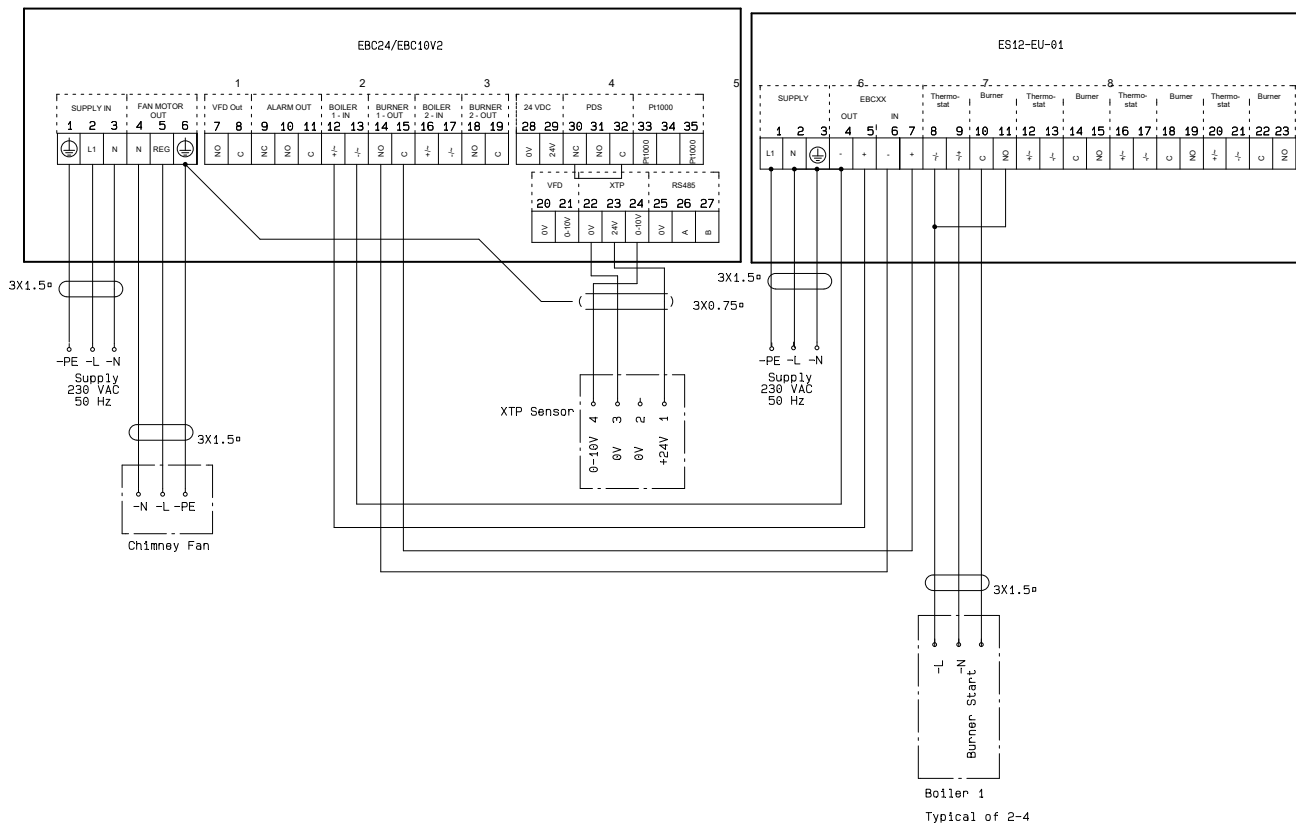 EBC24/EBC10V2
1 2 3 4 5
SUPPLY IN
FAN MOTOR OUT
VFD Out
ALARM OUT
BOILER 1 - IN
BURNER 1 - OUT
BOILER 2 - IN
BURNER 2 - OUT
24 VDC
PDS
Pt1000
1 2 3 4 5 6 7 8 9 10 11 12 13 14 15 16 17 18 19 28 29 30 31 32 33 34 35
L1 N N REG NO C NC NO C +/~ -/~ NO C +/~ -/~ NO C 0V 24V NC NO C Pt1000 Pt1000
VFD
XTP
RS485
20 21 22 23 24 25 26 27
0V 0-10V 0V 24V 0-10V 0V A B
ES12-EU-01
6 7 8
SUPPLY
EBCXX
OUT IN
Thermo-
stat
Burner
Thermo-
stat
Burner
Thermo-
stat
Burner
Thermo-
stat
Burner
1 2 3 4 5 6 7 8 9 10 11 12 13 14 15 16 17 18 19 20 21 22 23
L1 N - + - + -/~ +/~ C NO +/~ -/~ C NO +/~ -/~ C NO +/~ -/~ C NO
3X1.5¤
-PE -L -N
Supply
230 VAC
50 Hz
3X1.5¤
-N -L -PE
Chimney Fan
3X0.75¤
XTP Sensor
4 3 2 1
0-10V 0V 0V +24V
3X1.5¤
-PE -L -N
Supply
230 VAC
50 Hz
3X1.5¤
-L -N Burner Start
Boiler 1
Typical of 2-4